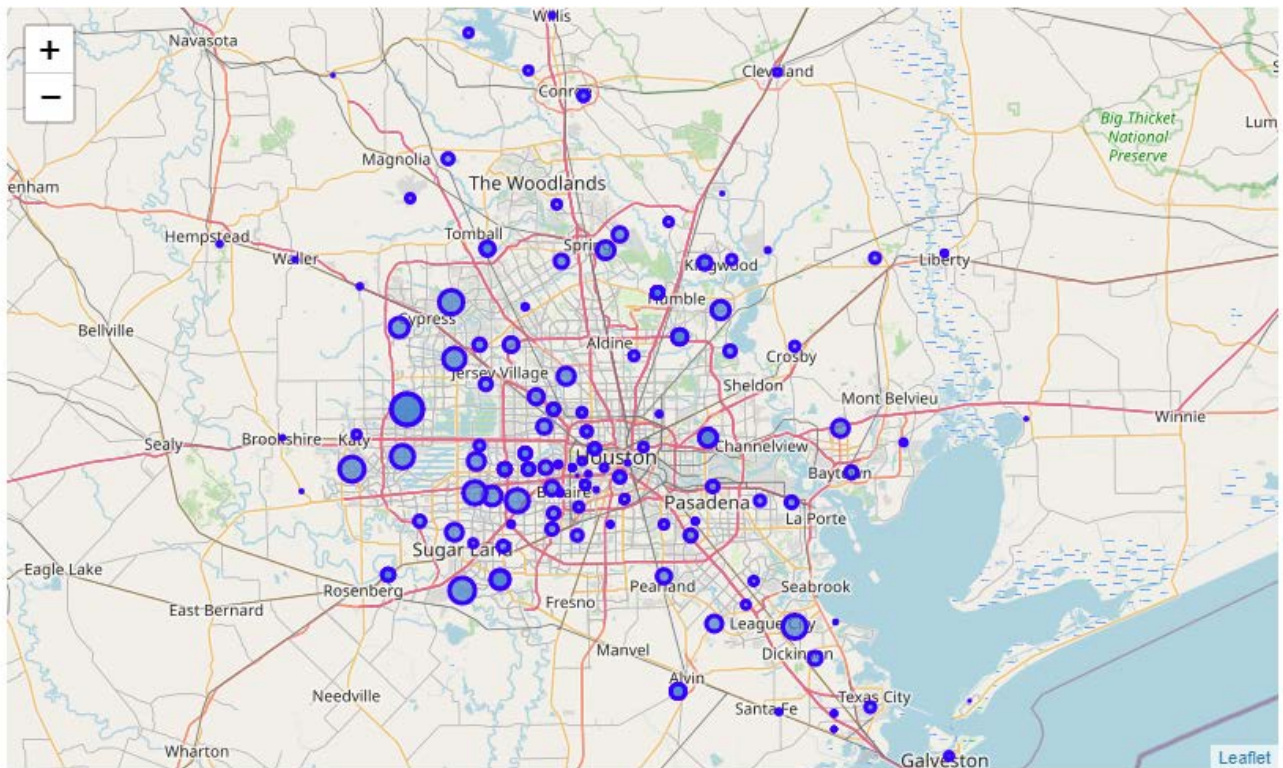 Willis
+
Navasota
−
Cleveland
Conroe
Big Thicket
National
Preserve
Lum
Magnolia
The Woodlands
enham
Hempstead
Tomball
Spring
Waller
Kingwood
Liberty
Humble
Cypress
Bellville
Aldine
Crosby
Jersey Village
Sheldon
Mont Belvieu
Winnie
Sealy
Brookshire
Katy
Channelview
Houston
Baytown
Bellaire
Pasadena
La Porte
Sugar Land
Eagle Lake
Rosenberg
Pearland
Seabrook
East Bernard
Fresno
League City
Manvel
Dickinson
Alvin
Needville
Texas City
Santa Fe
Wharton
Galveston
Leaflet